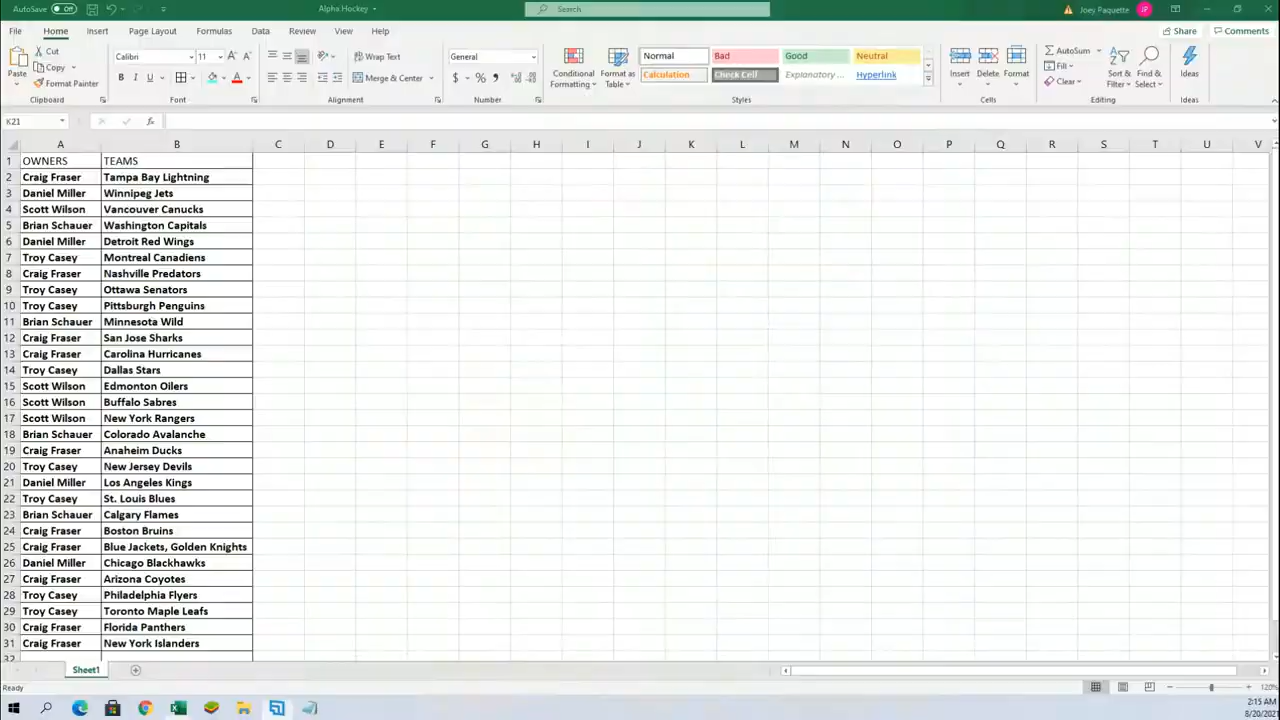 AutoSave Off Alpha.Hockey Search Joey Paquette JP
File Home Insert Page Layout Formulas Data Review View Help Share Comments
Paste Cut Copy Format Painter Clipboard
Calibri 11 A A B I U A Font
Wrap Text Merge & Center Alignment
General $ % Number
Conditional Formatting Format as Table
Normal Bad Good Neutral
Calculation Check Cell Explanatory ... Hyperlink
Styles
Insert Delete Format Cells
AutoSum Fill Clear Sort & Filter Find & Select Editing
Ideas Ideas
K21 fx
A B C D E F G H I J K L M N O P Q R S T U V
1 OWNERS TEAMS
2 Craig Fraser Tampa Bay Lightning
3 Daniel Miller Winnipeg Jets
4 Scott Wilson Vancouver Canucks
5 Brian Schauer Washington Capitals
6 Daniel Miller Detroit Red Wings
7 Troy Casey Montreal Canadiens
8 Craig Fraser Nashville Predators
9 Troy Casey Ottawa Senators
10 Troy Casey Pittsburgh Penguins
11 Brian Schauer Minnesota Wild
12 Craig Fraser San Jose Sharks
13 Craig Fraser Carolina Hurricanes
14 Troy Casey Dallas Stars
15 Scott Wilson Edmonton Oilers
16 Scott Wilson Buffalo Sabres
17 Scott Wilson New York Rangers
18 Brian Schauer Colorado Avalanche
19 Craig Fraser Anaheim Ducks
20 Troy Casey New Jersey Devils
21 Daniel Miller Los Angeles Kings
22 Troy Casey St. Louis Blues
23 Brian Schauer Calgary Flames
24 Craig Fraser Boston Bruins
25 Craig Fraser Blue Jackets, Golden Knights
26 Daniel Miller Chicago Blackhawks
27 Craig Fraser Arizona Coyotes
28 Troy Casey Philadelphia Flyers
29 Troy Casey Toronto Maple Leafs
30 Craig Fraser Florida Panthers
31 Craig Fraser New York Islanders
32
Sheet1
Ready 120%
2:15 AM
8/20/2021